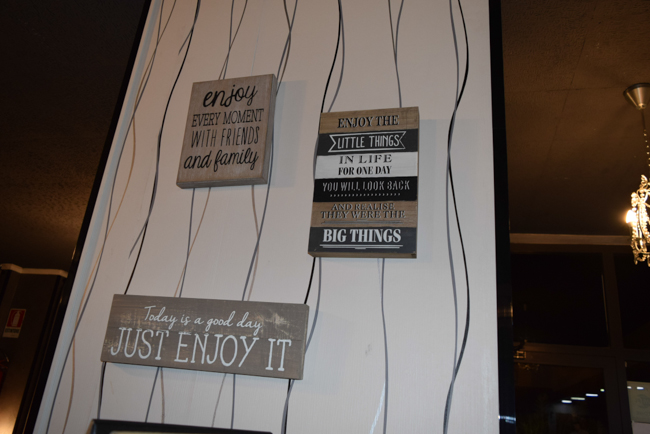 enjoy
EVERY MOMENT
WITH FRIENDS
and family
ENJOY THE
LITTLE THINGS
IN LIFE
FOR ONE DAY
YOU WILL LOOK BACK
AND REALISE
THEY WERE THE
BIG THINGS
Today is a good day
JUST ENJOY IT